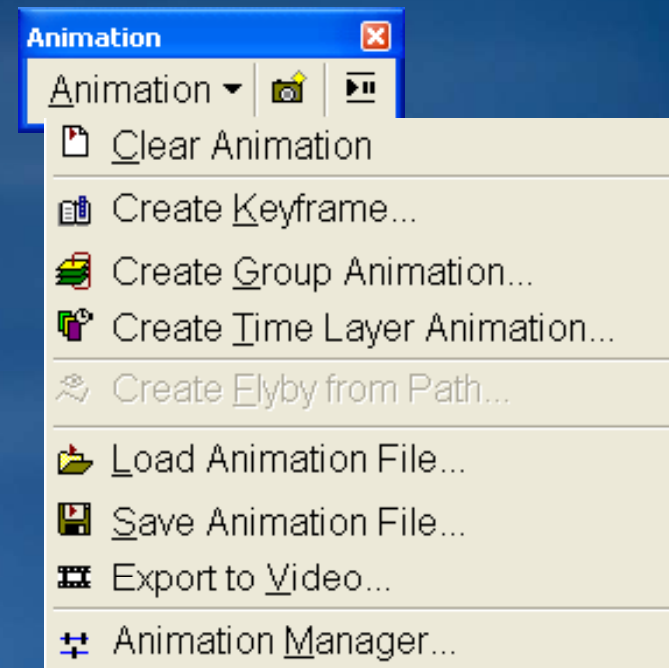 Animation
Animation
Clear Animation
Create Keyframe...
Create Group Animation...
Create Time Layer Animation...
Create Flyby from Path...
Load Animation File...
Save Animation File...
Export to Video...
Animation Manager...